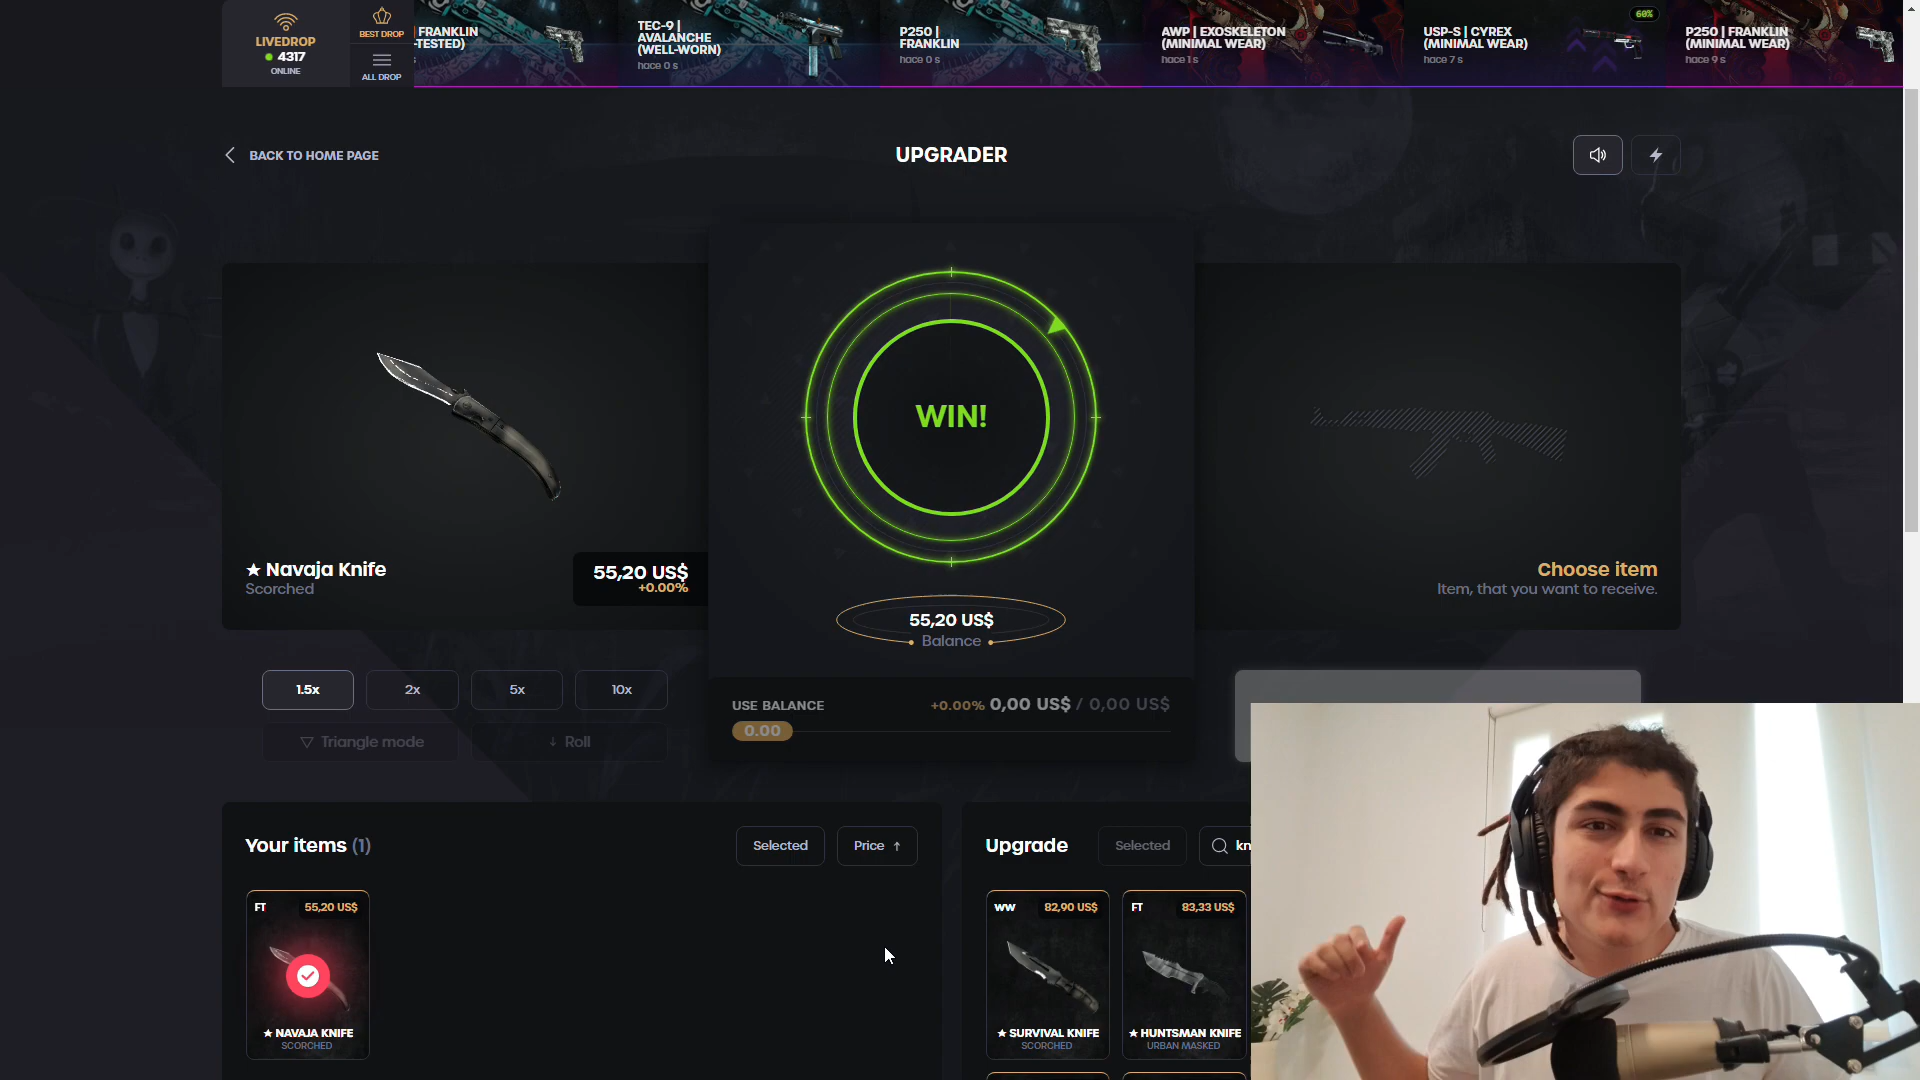 LIVEDROP
4317
ONLINE
BEST DROP
ALL DROP
FRANKLIN
-TESTED)
s
TEC-9 |
AVALANCHE
(WELL-WORN)
hace 0 s
P250 |
FRANKLIN
hace 0 s
AWP | EXOSKELETON
(MINIMAL WEAR)
hace 1 s
60%
USP-S | CYREX
(MINIMAL WEAR)
hace 7 s
P250 | FRANKLIN
(MINIMAL WEAR)
hace 9 s
BACK TO HOME PAGE
UPGRADER
WIN!
★ Navaja Knife
Scorched
55,20 US$
+0.00%
Choose item
Item, that you want to receive.
55,20 US$
Balance
1.5x 2x 5x 10x
Triangle mode
Roll
USE BALANCE
+0.00% 0,00 US$ / 0,00 US$
0.00
Your items (1)
Selected
Price ↑
Upgrade
Selected
kn
FT 55,20 US$
★ NAVAJA KNIFE
SCORCHED
WW 82,90 US$
★ SURVIVAL KNIFE
SCORCHED
FT 83,33 US$
★ HUNTSMAN KNIFE
URBAN MASKED